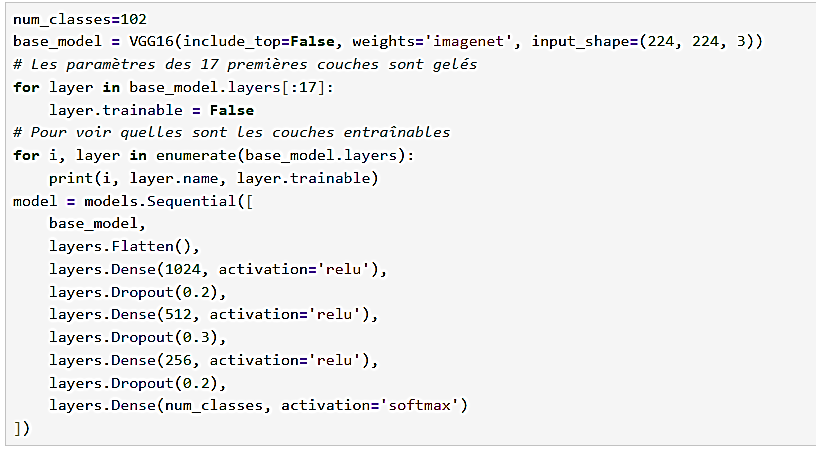 num_classes=102
base_model = VGG16(include_top=False, weights='imagenet', input_shape=(224, 224, 3))
# Les paramètres des 17 premières couches sont gelés
for layer in base_model.layers[:17]:
    layer.trainable = False
# Pour voir quelles sont les couches entraînables
for i, layer in enumerate(base_model.layers):
    print(i, layer.name, layer.trainable)
model = models.Sequential([
    base_model,
    layers.Flatten(),
    layers.Dense(1024, activation='relu'),
    layers.Dropout(0.2),
    layers.Dense(512, activation='relu'),
    layers.Dropout(0.3),
    layers.Dense(256, activation='relu'),
    layers.Dropout(0.2),
    layers.Dense(num_classes, activation='softmax')
])